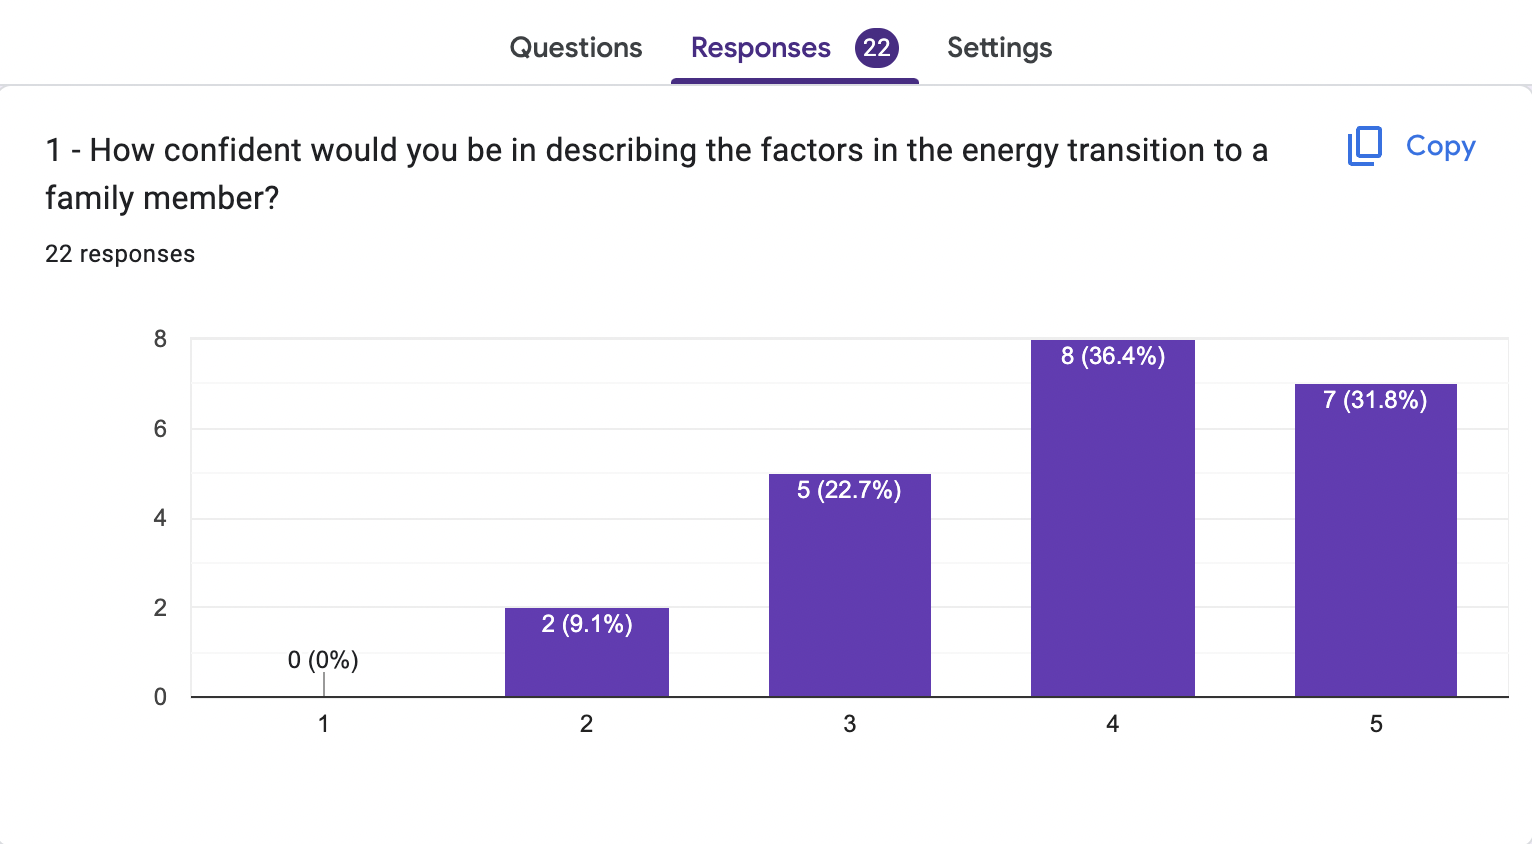 Questions Responses 22 Settings
1 - How confident would you be in describing the factors in the energy transition to a
family member?
Copy
22 responses
8
6
4
2
0
0 (0%)
2 (9.1%)
5 (22.7%)
8 (36.4%)
7 (31.8%)
1 2 3 4 5